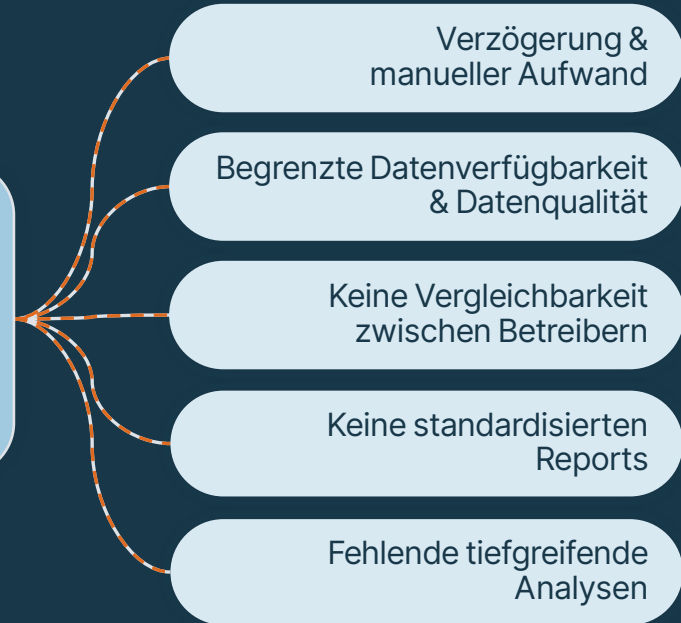 Verzögerung &
manueller Aufwand
Begrenzte Datenverfügbarkeit
& Datenqualität
Keine Vergleichbarkeit
zwischen Betreibern
Keine standardisierten
Reports
Fehlende tiefgreifende
Analysen